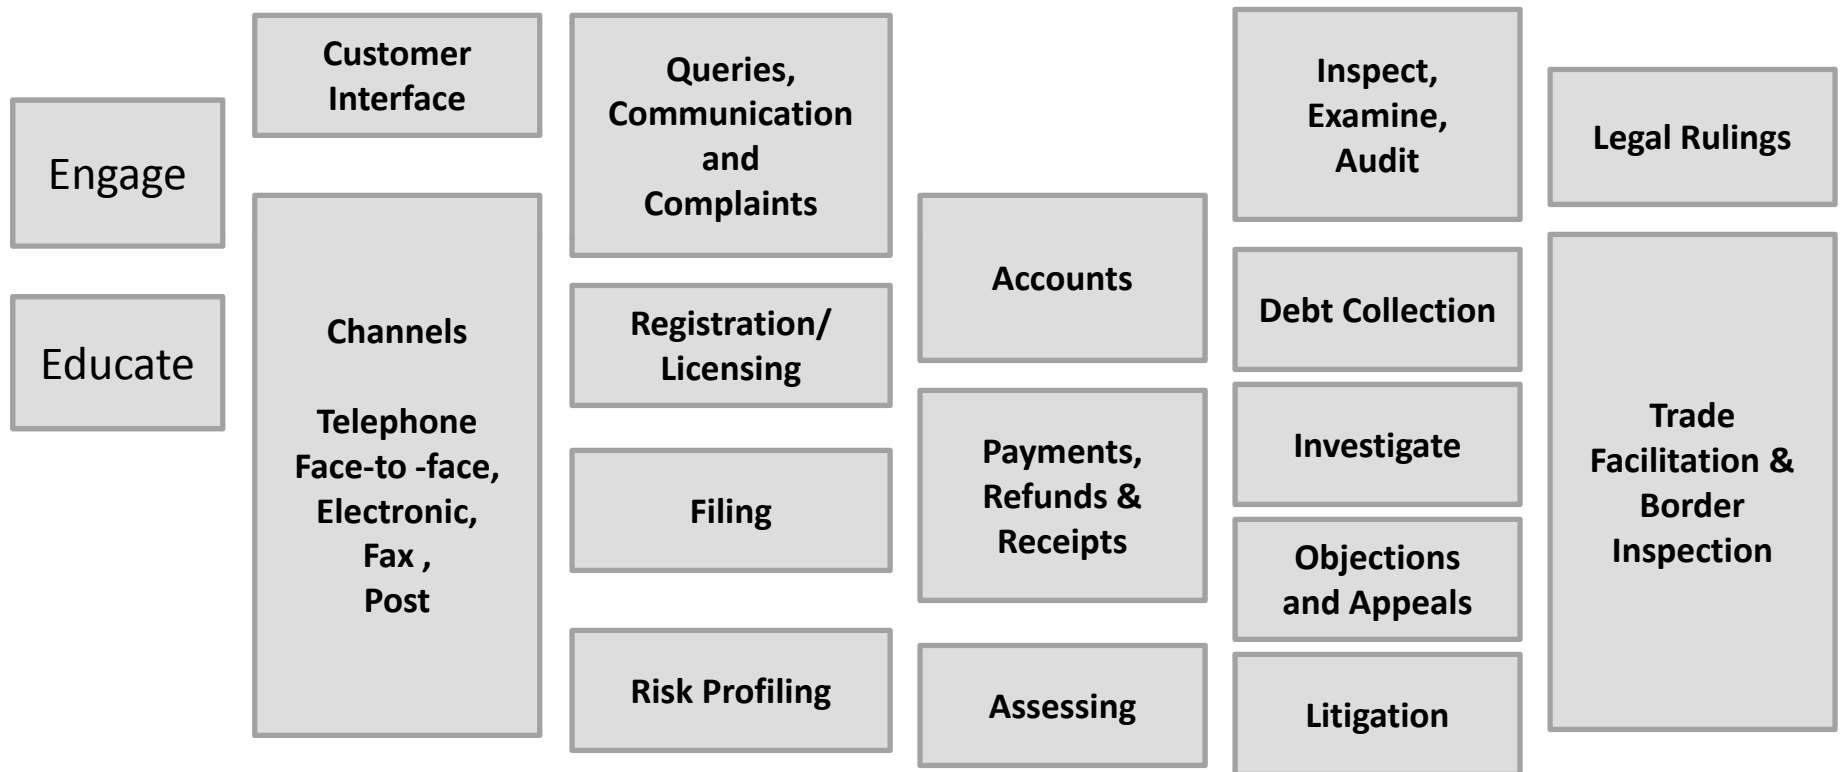 Engage
Educate
Customer
Interface
Channels
Telephone
Face-to -face,
Electronic,
Fax ,
Post
Queries,
Communication
and
Complaints
Registration/
Licensing
Filing
Risk Profiling
Accounts
Payments,
Refunds &
Receipts
Assessing
Inspect,
Examine,
Audit
Debt Collection
Investigate
Objections
and Appeals
Litigation
Legal Rulings
Trade
Facilitation &
Border
Inspection